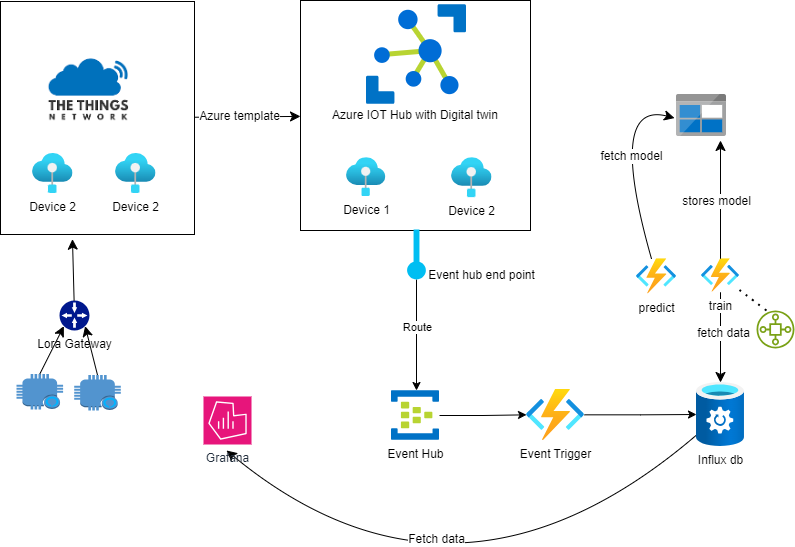 THE THINGS
NETWORK
Device 2
Device 2
Azure template
Azure IOT Hub with Digital twin
Device 1
Device 2
Event hub end point
Route
Lora Gateway
Grafana
Event Hub
Event Trigger
Influx db
Fetch data
fetch model
stores model
predict
train
fetch data